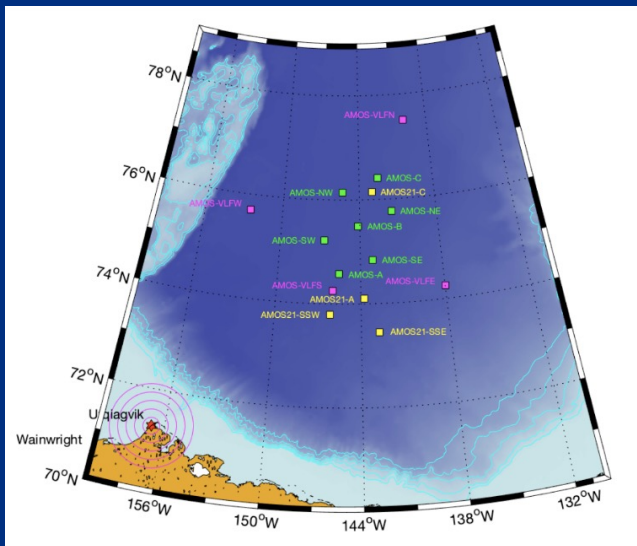 78°N
AMOS-VLFN
76°N
AMOS-C
AMOS-NW
AMOS21-C
AMOS-VLFW
AMOS-NE
AMOS-B
AMOS-SW
AMOS-SE
74°N
AMOS-A
AMOS-VLFS
AMOS-VLFE
AMOS21-A
AMOS21-SSW
AMOS21-SSE
72°N
U qiagvik
Wainwright
70°N
156°W
150°W
144°W
138°W
132°W